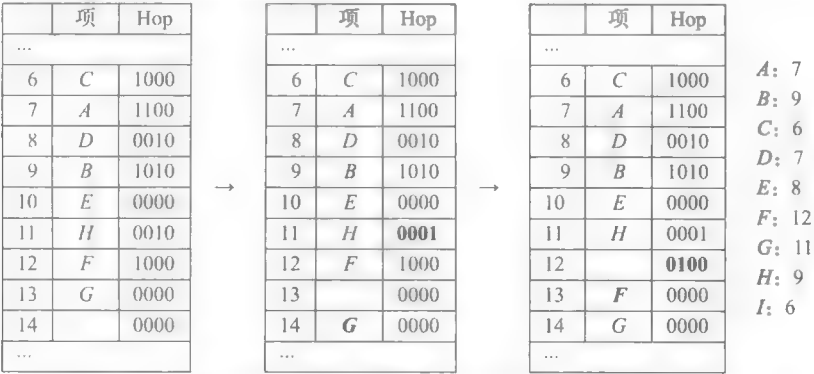 项 Hop
...
6 C 1000
7 A 1100
8 D 0010
9 B 1010
10 E 0000
11 H 0010
12 F 1000
13 G 0000
14 0000
...
→
项 Hop
...
6 C 1000
7 A 1100
8 D 0010
9 B 1010
10 E 0000
11 H 0001
12 F 1000
13 0000
14 G 0000
...
→
项 Hop
...
6 C 1000
7 A 1100
8 D 0010
9 B 1010
10 E 0000
11 H 0001
12 0100
13 F 0000
14 G 0000
...
A: 7
B: 9
C: 6
D: 7
E: 8
F: 12
G: 11
H: 9
I: 6